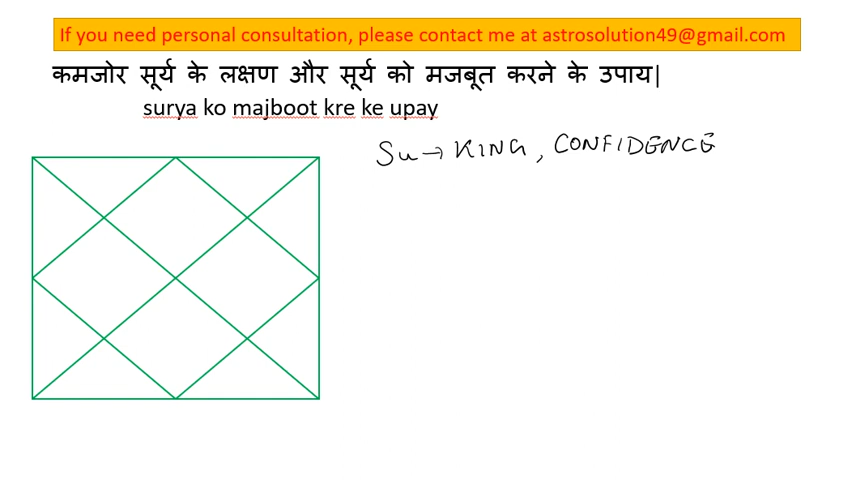 If you need personal consultation, please contact me at astrosolution49@gmail.com
कमजोर सूर्य के लक्षण और सूर्य को मजबूत करने के उपाय|
surya ko majboot kre ke upay
Su → KING, CONFIDENCE